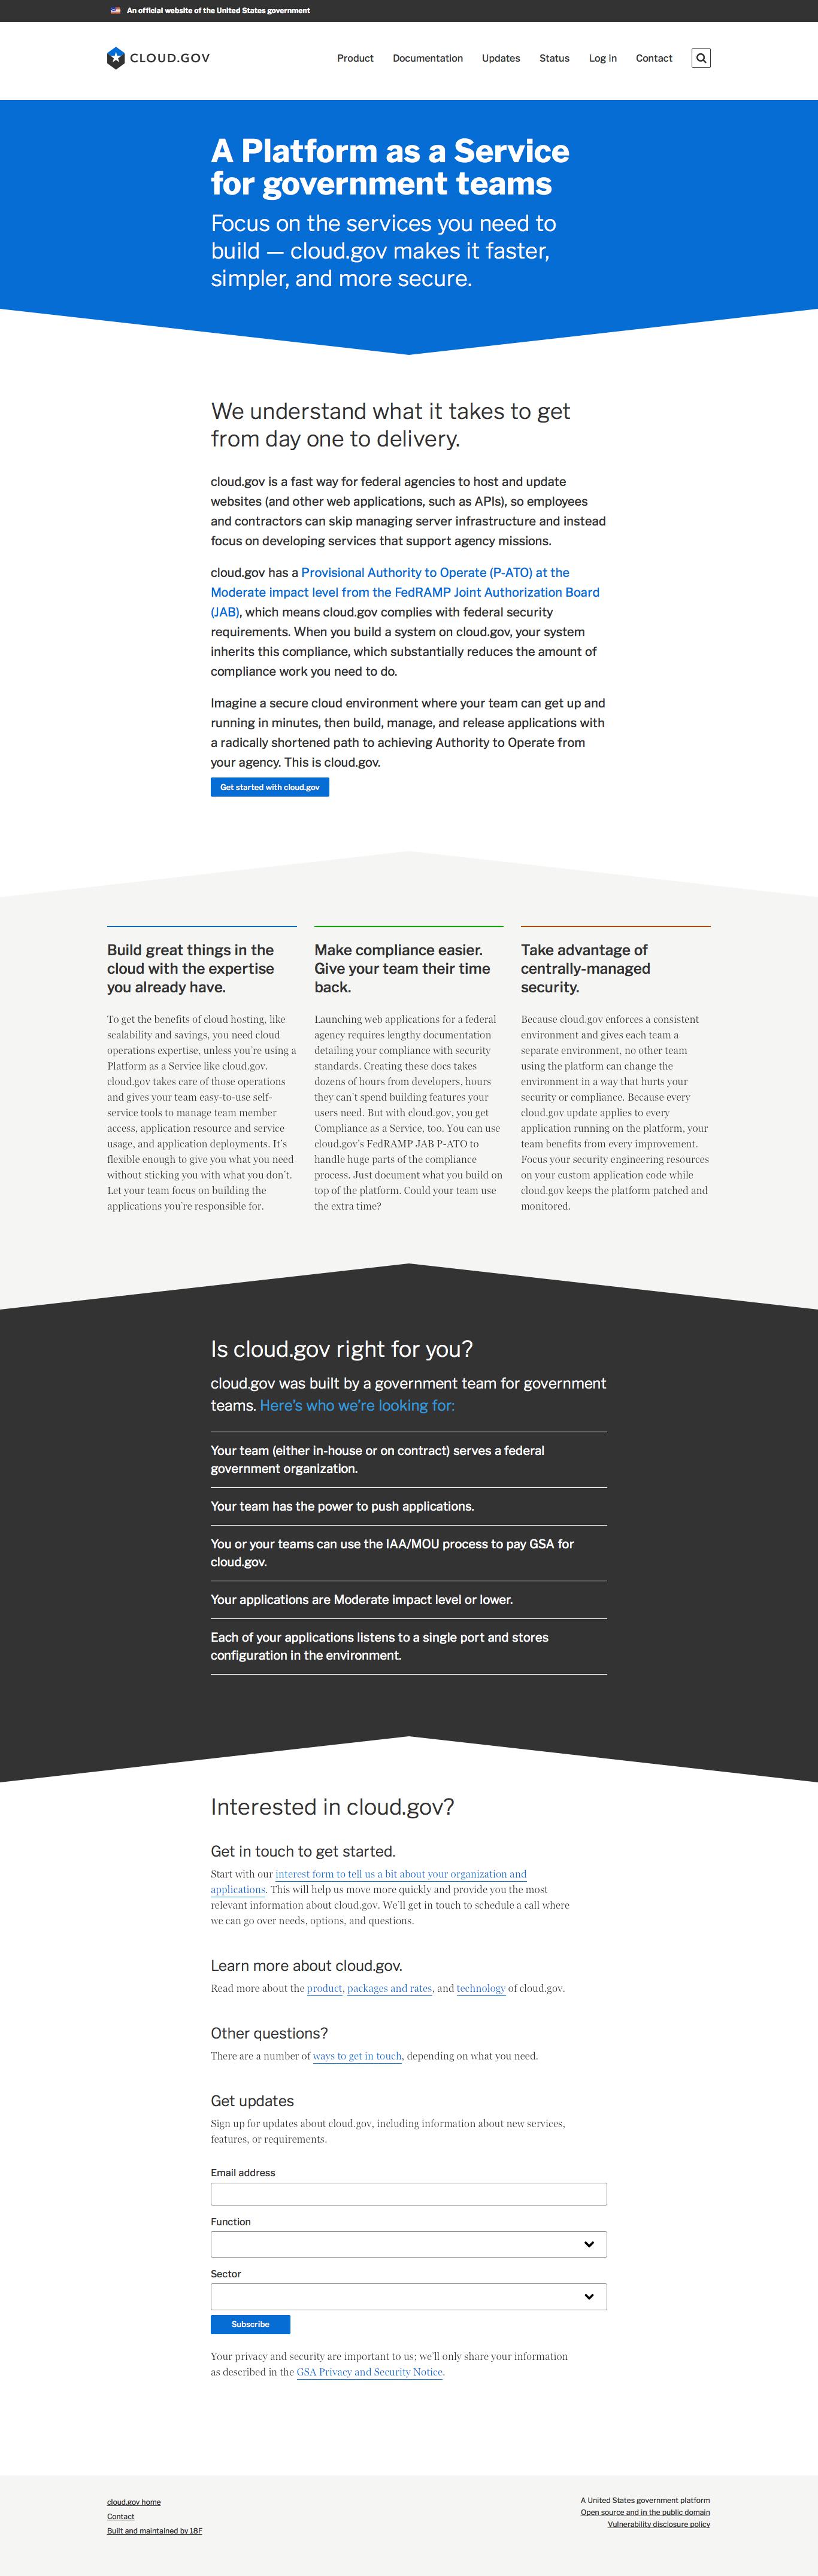 An official website of the United States government
CLOUD.GOV
Product Documentation Updates Status Log in Contact
A Platform as a Service
for government teams
Focus on the services you need to
build — cloud.gov makes it faster,
simpler, and more secure.
We understand what it takes to get
from day one to delivery.
cloud.gov is a fast way for federal agencies to host and update
websites (and other web applications, such as APIs), so employees
and contractors can skip managing server infrastructure and instead
focus on developing services that support agency missions.
cloud.gov has a Provisional Authority to Operate (P-ATO) at the
Moderate impact level from the FedRAMP Joint Authorization Board
(JAB), which means cloud.gov complies with federal security
requirements. When you build a system on cloud.gov, your system
inherits this compliance, which substantially reduces the amount of
compliance work you need to do.
Imagine a secure cloud environment where your team can get up and
running in minutes, then build, manage, and release applications with
a radically shortened path to achieving Authority to Operate from
your agency. This is cloud.gov.
Get started with cloud.gov
Build great things in the
cloud with the expertise
you already have.
To get the benefits of cloud hosting, like
scalability and savings, you need cloud
operations expertise, unless you're using a
Platform as a Service like cloud.gov.
cloud.gov takes care of those operations
and gives your team easy-to-use self-
service tools to manage team member
access, application resource and service
usage, and application deployments. It's
flexible enough to give you what you need
without sticking you with what you don't.
Let your team focus on building the
applications you're responsible for.
Make compliance easier.
Give your team their time
back.
Launching web applications for a federal
agency requires lengthy documentation
detailing your compliance with security
standards. Creating these docs takes
dozens of hours from developers, hours
they can't spend building features your
users need. But with cloud.gov, you get
Compliance as a Service, too. You can use
cloud.gov's FedRAMP JAB P-ATO to
handle huge parts of the compliance
process. Just document what you build on
top of the platform. Could your team use
the extra time?
Take advantage of
centrally-managed
security.
Because cloud.gov enforces a consistent
environment and gives each team a
separate environment, no other team
using the platform can change the
environment in a way that hurts your
security or compliance. Because every
cloud.gov update applies to every
application running on the platform, your
team benefits from every improvement.
Focus your security engineering resources
on your custom application code while
cloud.gov keeps the platform patched and
monitored.
Is cloud.gov right for you?
cloud.gov was built by a government team for government
teams. Here's who we're looking for:
Your team (either in-house or on contract) serves a federal
government organization.
Your team has the power to push applications.
You or your teams can use the IAA/MOU process to pay GSA for
cloud.gov.
Your applications are Moderate impact level or lower.
Each of your applications listens to a single port and stores
configuration in the environment.
Interested in cloud.gov?
Get in touch to get started.
Start with our interest form to tell us a bit about your organization and
applications. This will help us move more quickly and provide you the most
relevant information about cloud.gov. We'll get in touch to schedule a call where
we can go over needs, options, and questions.
Learn more about cloud.gov.
Read more about the product, packages and rates, and technology of cloud.gov.
Other questions?
There are a number of ways to get in touch, depending on what you need.
Get updates
Sign up for updates about cloud.gov, including information about new services,
features, or requirements.
Email address
Function
Sector
Subscribe
Your privacy and security are important to us; we'll only share your information
as described in the GSA Privacy and Security Notice.
cloud.gov home
Contact
Built and maintained by 18F
A United States government platform
Open source and in the public domain
Vulnerability disclosure policy